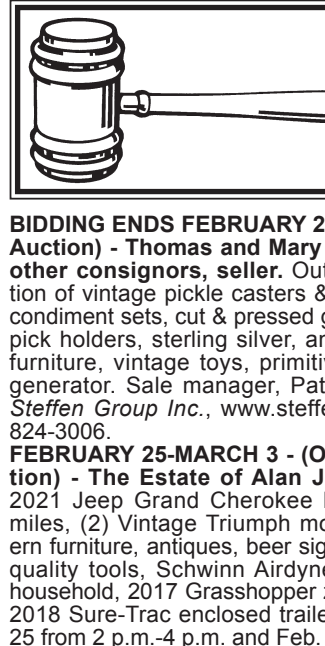 BIDDING ENDS FEBRUARY 2
Auction) - Thomas and Mary
other consignors, seller. Out
tion of vintage pickle casters &
condiment sets, cut & pressed
pick holders, sterling silver,
furniture, vintage toys,
generator. Sale manager, Pat
Steffen Group Inc., www.steffe
824-3006.
FEBRUARY 25-MARCH 3 - (O
tion) - The Estate of Alan J
2021 Jeep Grand Cherokee
miles, (2) Vintage Triumph mo
ern furniture, antiques, beer sig
quality tools, Schwinn Airdyne
household, 2017 Grasshopper
2018 Sure-Trac enclosed traile
25 from 2 p.m.-4 p.m. and Feb.